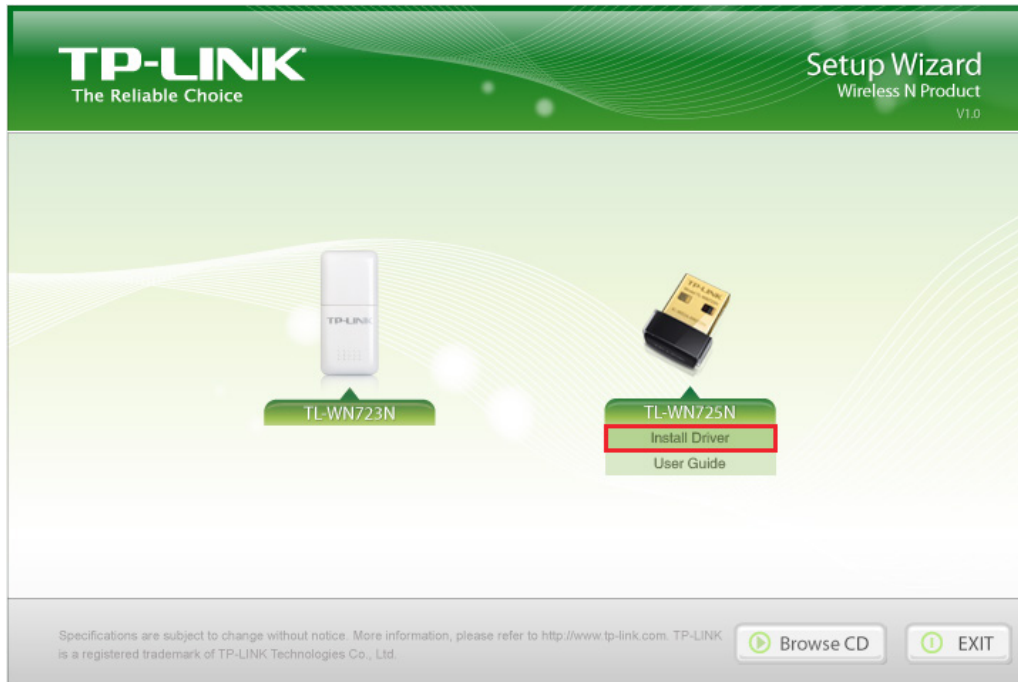 TP-LINK
The Reliable Choice
Setup Wizard
Wireless N Product
V1.0
TP-LINK
TP-LINK
TL-WN723N
TL-WN725N
Install Driver
User Guide
Specifications are subject to change without notice. More information, please refer to http://www.tp-link.com. TP-LINK
is a registered trademark of TP-LINK Technologies Co., Ltd.
Browse CD
EXIT